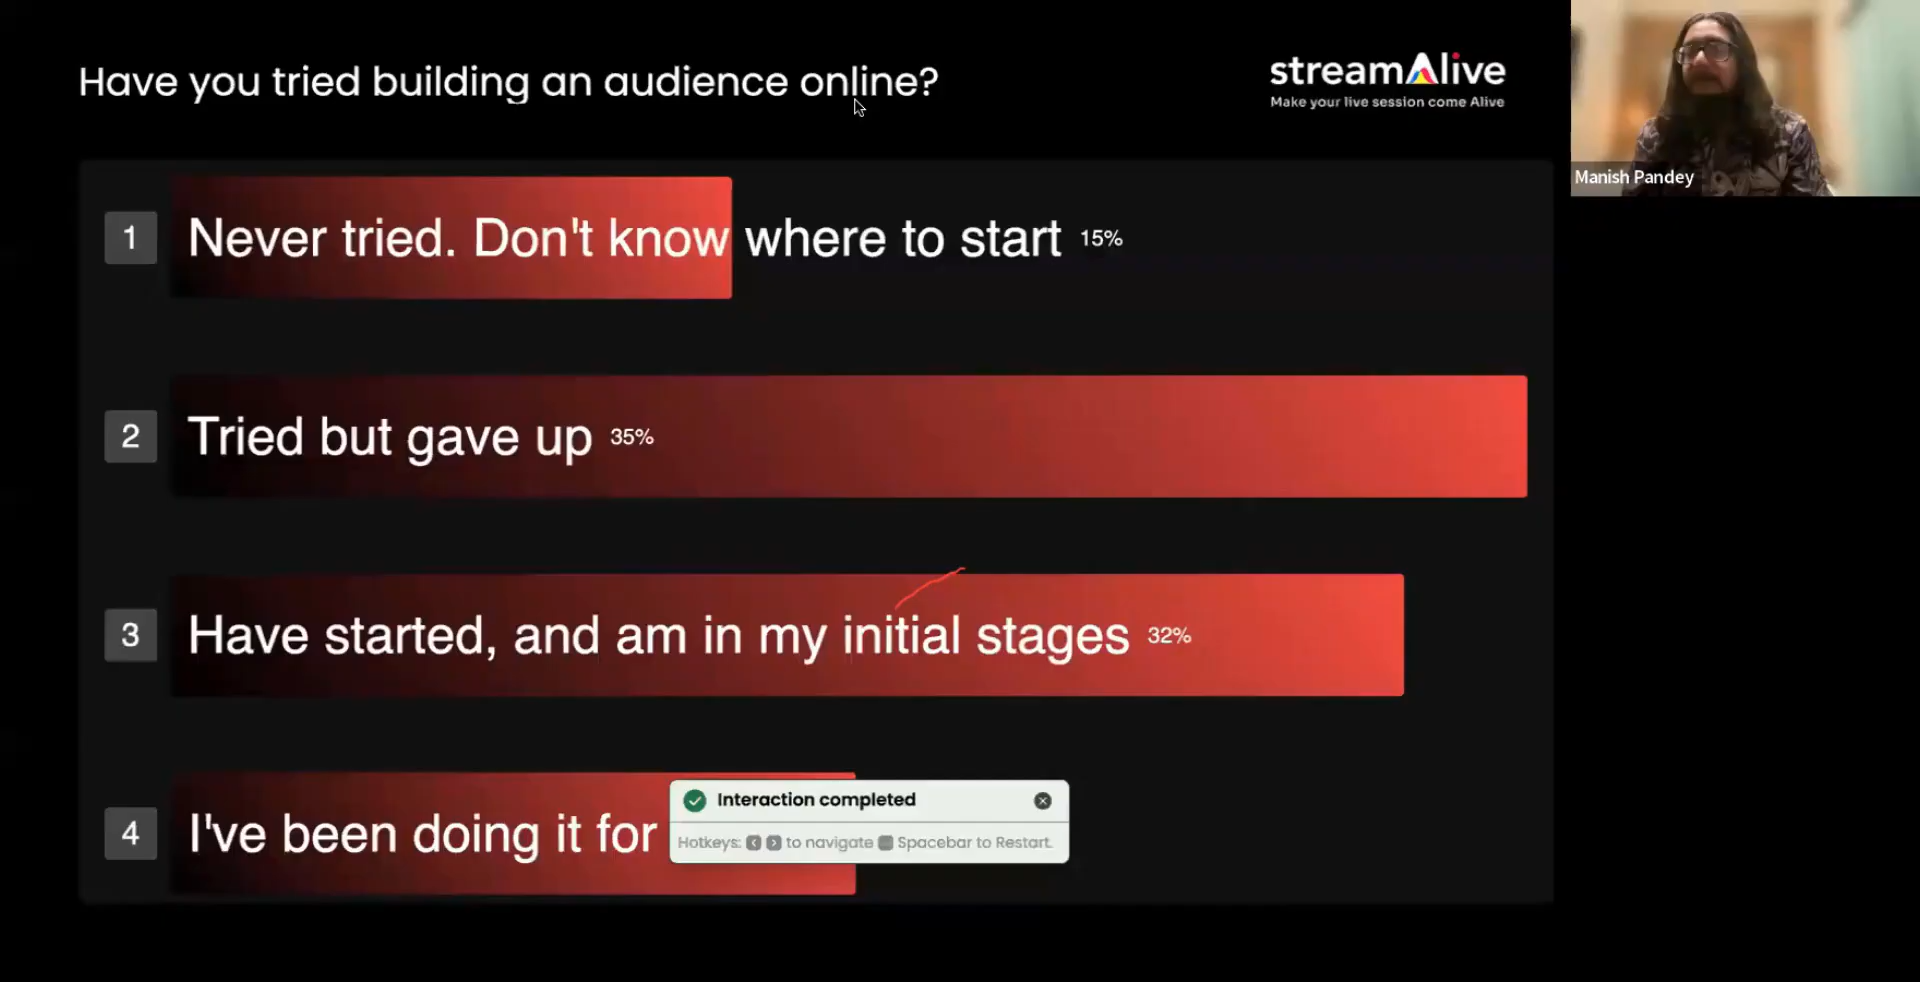 Have you tried building an audience online?
streamAlive
Make your live session come Alive
Manish Pandey
1
Never tried. Don't know where to start 15%
2
Tried but gave up 35%
3
Have started, and am in my initial stages 32%
4
I've been doing it for
Interaction completed
Hotkeys: to navigate Spacebar to Restart.